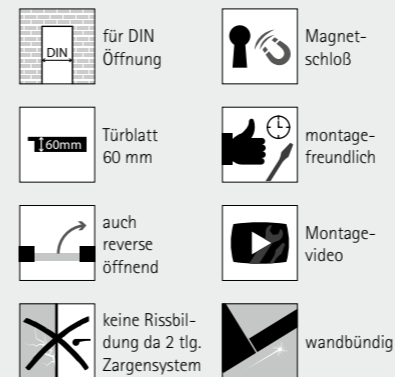 DIN
für DIN
Öffnung
Magnet-
schloß
60mm
Türblatt
60 mm
montage-
freundlich
auch
reverse
öffnend
Montage-
video
keine Rissbil-
dung da 2 tlg.
Zargensystem
wandbündig